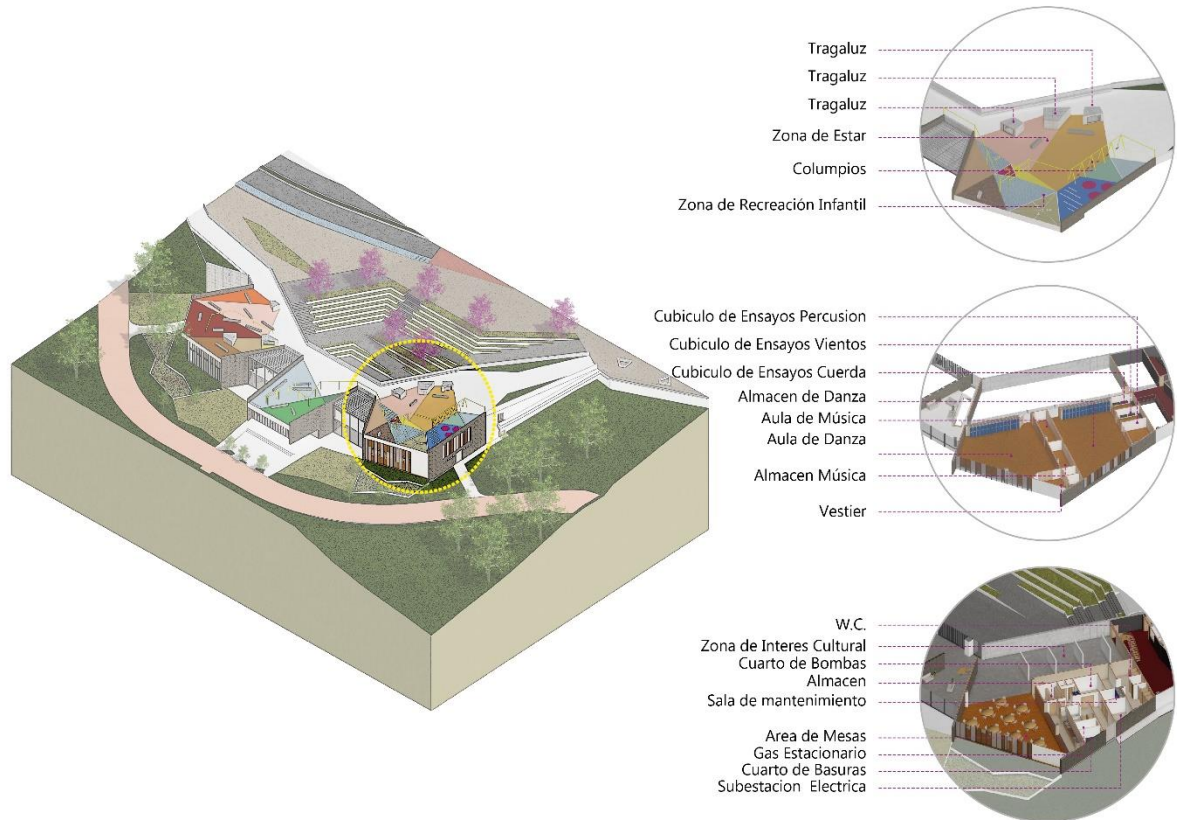 Tragaluz
Tragaluz
Tragaluz
Zona de Estar
Columpios
Zona de Recreación Infantil
Cubiculo de Ensayos Percusion
Cubiculo de Ensayos Vientos
Cubiculo de Ensayos Cuerda
Almacen de Danza
Aula de Música
Aula de Danza
Almacen Música
Vestier
W.C.
Zona de Interes Cultural
Cuarto de Bombas
Almacen
Sala de mantenimiento
Area de Mesas
Gas Estacionario
Cuarto de Basuras
Subestacion Electrica